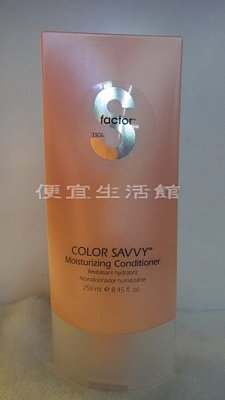 S
factor™
TIGI
便宜生活館
COLOR SAVVY™
Moisturizing Conditioner
Revitalisant hydratant
Acondicionador humectante
250 ml e 8.45 fl. oz.